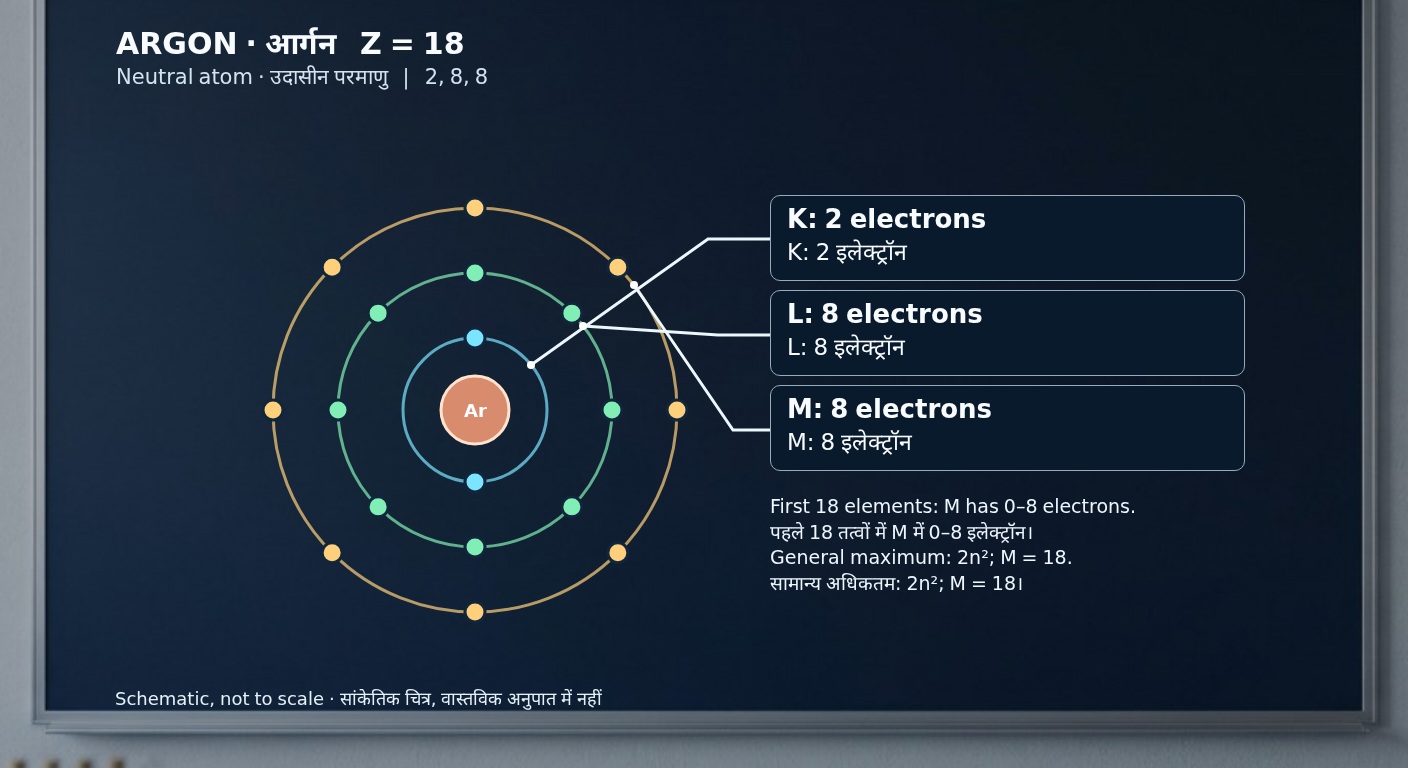 ARGON · आर्गन Z = 18
Neutral atom · उदासीन परमाणु | 2, 8, 8
K: 2 electrons
K: 2 इलेक्ट्रॉन
L: 8 electrons
L: 8 इलेक्ट्रॉन
Ar
M: 8 electrons
M: 8 इलेक्ट्रॉन
First 18 elements: M has 0–8 electrons.
पहले 18 तत्वों में M में 0–8 इलेक्ट्रॉन।
General maximum: 2n²; M = 18.
सामान्य अधिकतम: 2n²; M = 18।
Schematic, not to scale · सांकेतिक चित्र, वास्तविक अनुपात में नहीं